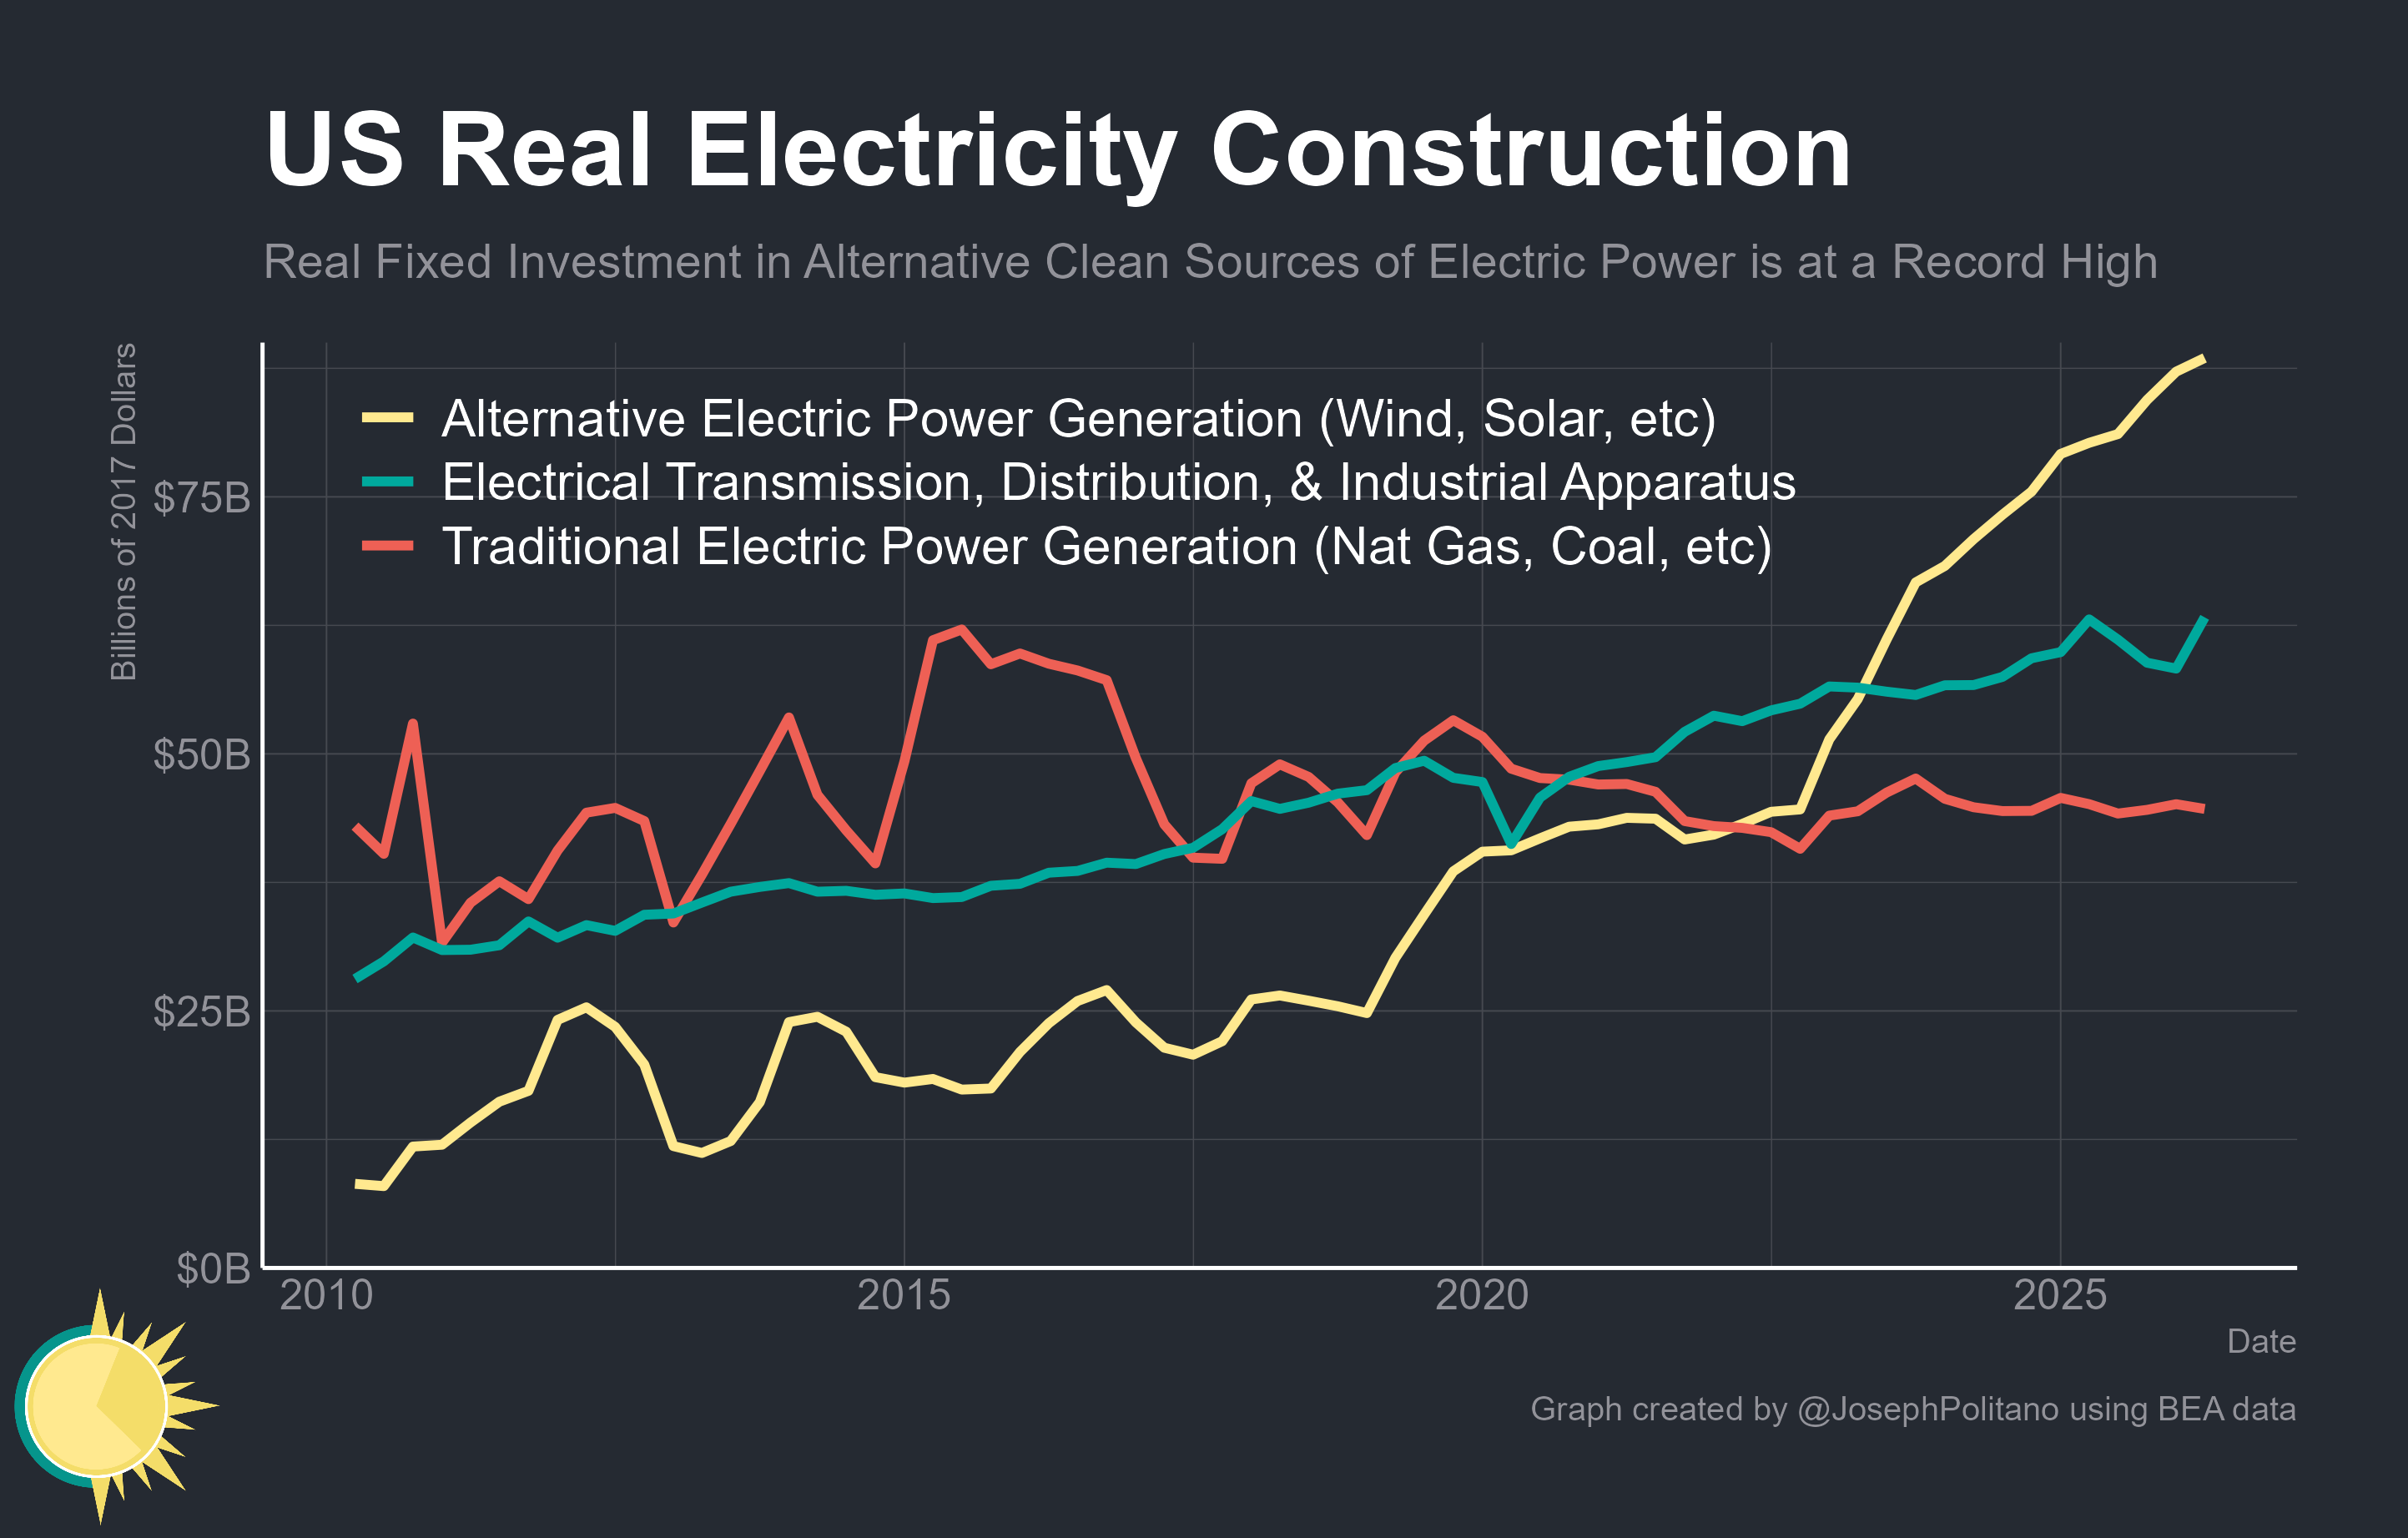 US Real Electricity Construction
Real Fixed Investment in Alternative Clean Sources of Electric Power is at a Record High
Billions of 2017 Dollars
Alternative Electric Power Generation (Wind, Solar, etc)
Electrical Transmission, Distribution, & Industrial Apparatus
Traditional Electric Power Generation (Nat Gas, Coal, etc)
$75B
$50B
$25B
$0B
2010
2015
2020
2025
Date
Graph created by @JosephPolitano using BEA data